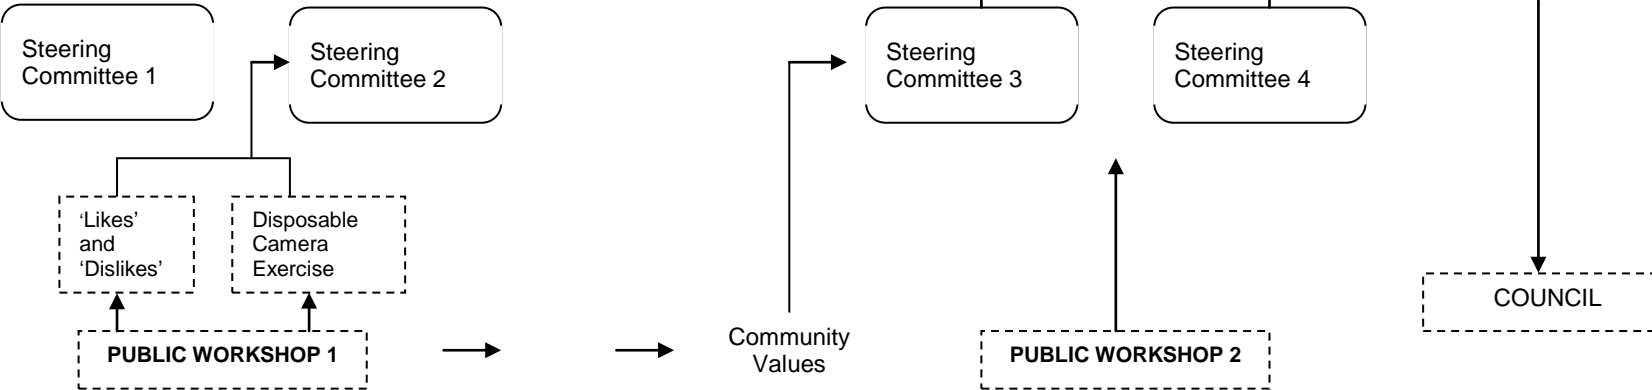 Steering
Committee 1
Steering
Committee 2
Steering
Committee 3
Steering
Committee 4
‘Likes’
and
‘Dislikes’
Disposable
Camera
Exercise
COUNCIL
PUBLIC WORKSHOP 1
Community
Values
PUBLIC WORKSHOP 2